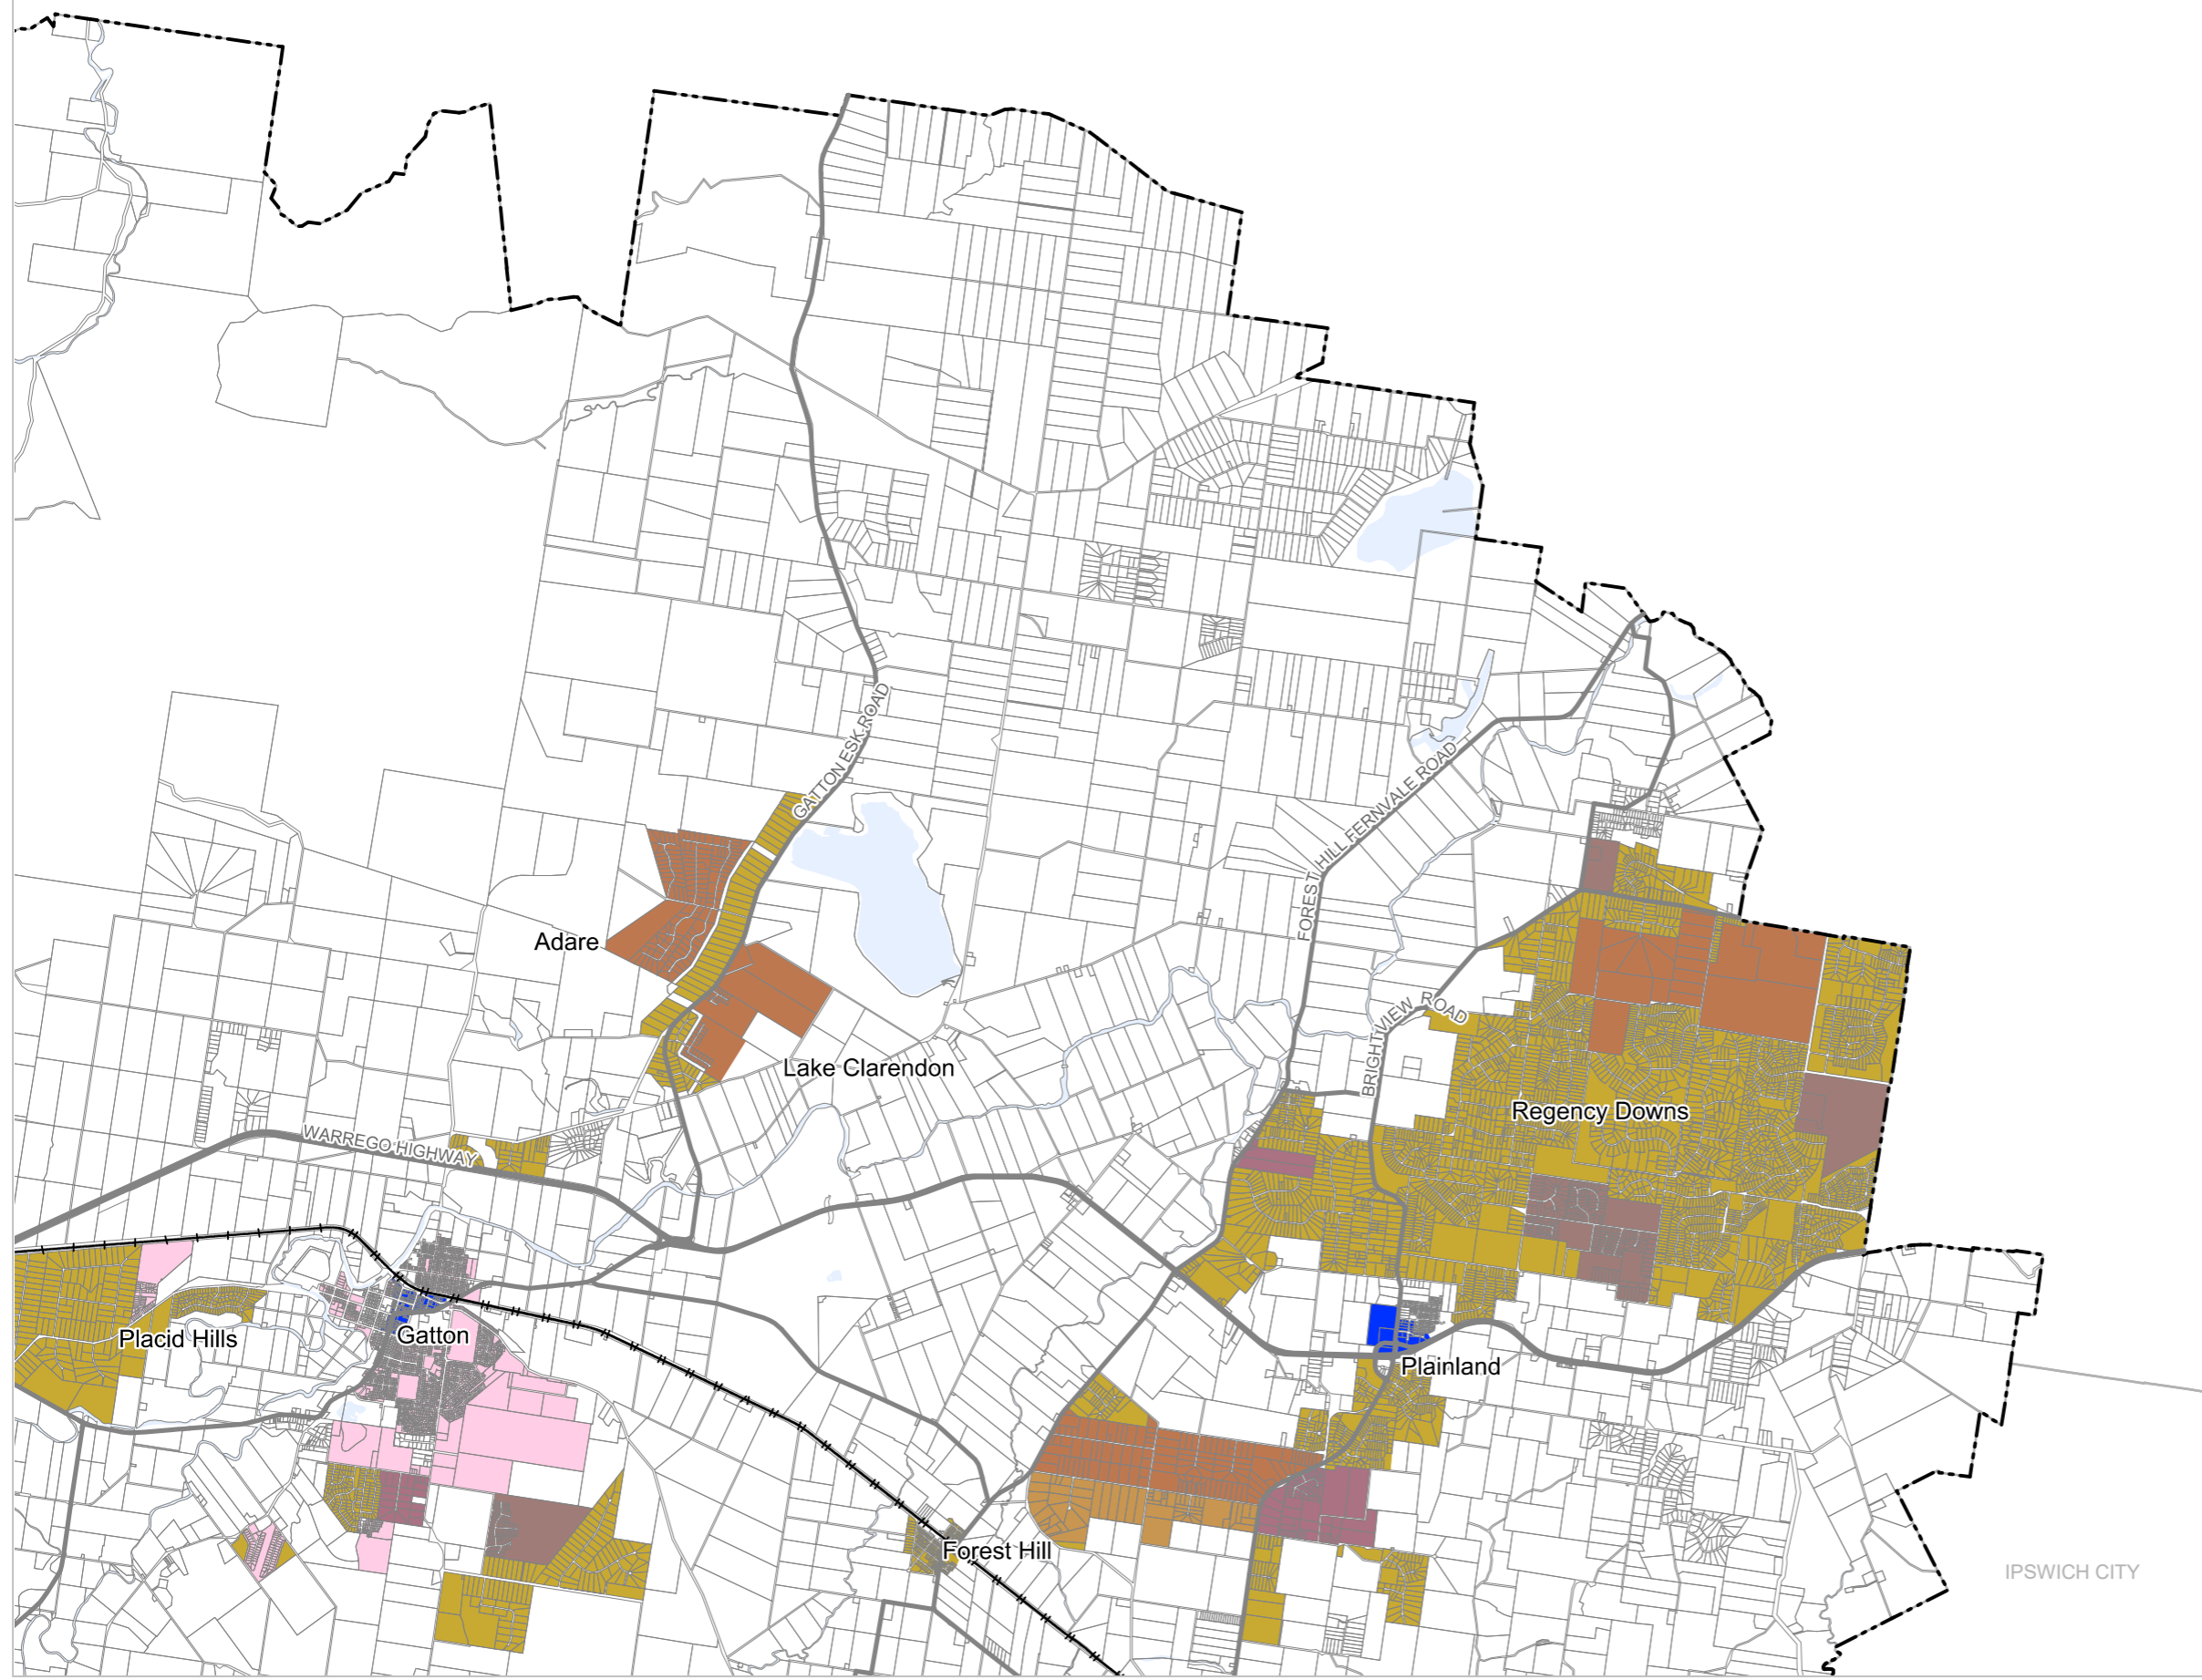 GATTON ESK ROAD
FOREST HILL FERNVALE ROAD
Adare
BRIGHTVIEW ROAD
Lake Clarendon
Regency Downs
WARREGO HIGHWAY
Placid Hills
Gatton
Plainland
Forest Hill
IPSWICH CITY